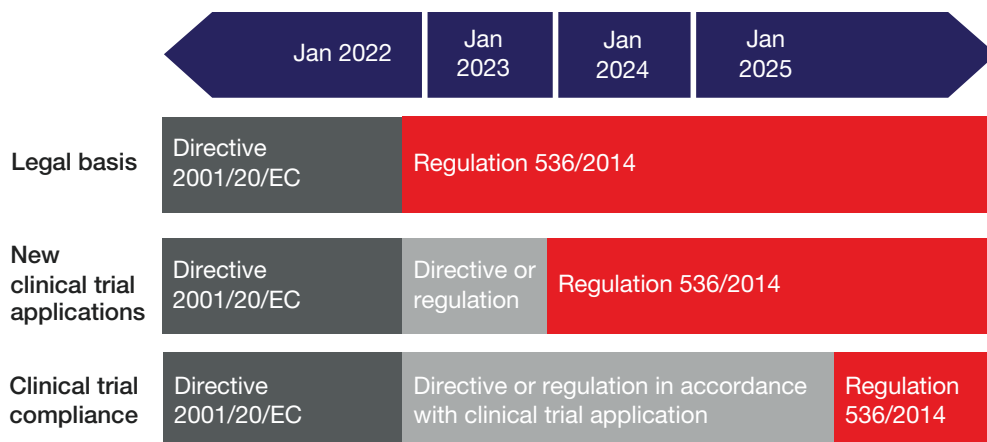 Jan 2022
Jan
2023
Jan
2024
Jan
2025
Legal basis
Directive
2001/20/EC
Regulation 536/2014
New
clinical trial
applications
Directive
2001/20/EC
Directive or
regulation
Regulation 536/2014
Clinical trial
compliance
Directive
2001/20/EC
Directive or regulation in accordance
with clinical trial application
Regulation
536/2014